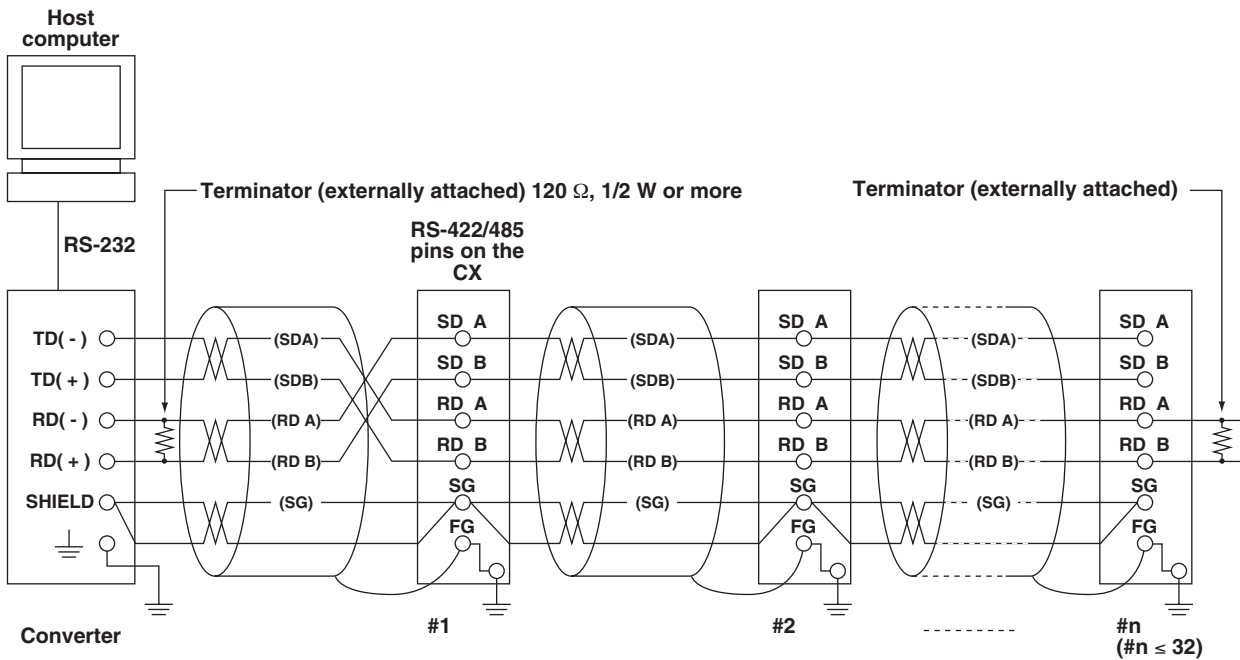 Host
computer
Terminator (externally attached) 120 Ω, 1/2 W or more
Terminator (externally attached)
RS-232
RS-422/485
pins on the
CX
TD( - )
(SDA)
SD A
(SDA)
SD A
(SDA)
SD A
TD( + )
(SDB)
SD B
(SDB)
SD B
(SDB)
SD B
RD( - )
(RD A)
RD A
(RD A)
RD A
(RD A)
RD A
RD( + )
(RD B)
RD B
(RD B)
RD B
(RD B)
RD B
SHIELD
(SG)
SG
(SG)
SG
(SG)
SG
FG
FG
FG
Converter
#1
#2
#n
(#n ≤ 32)